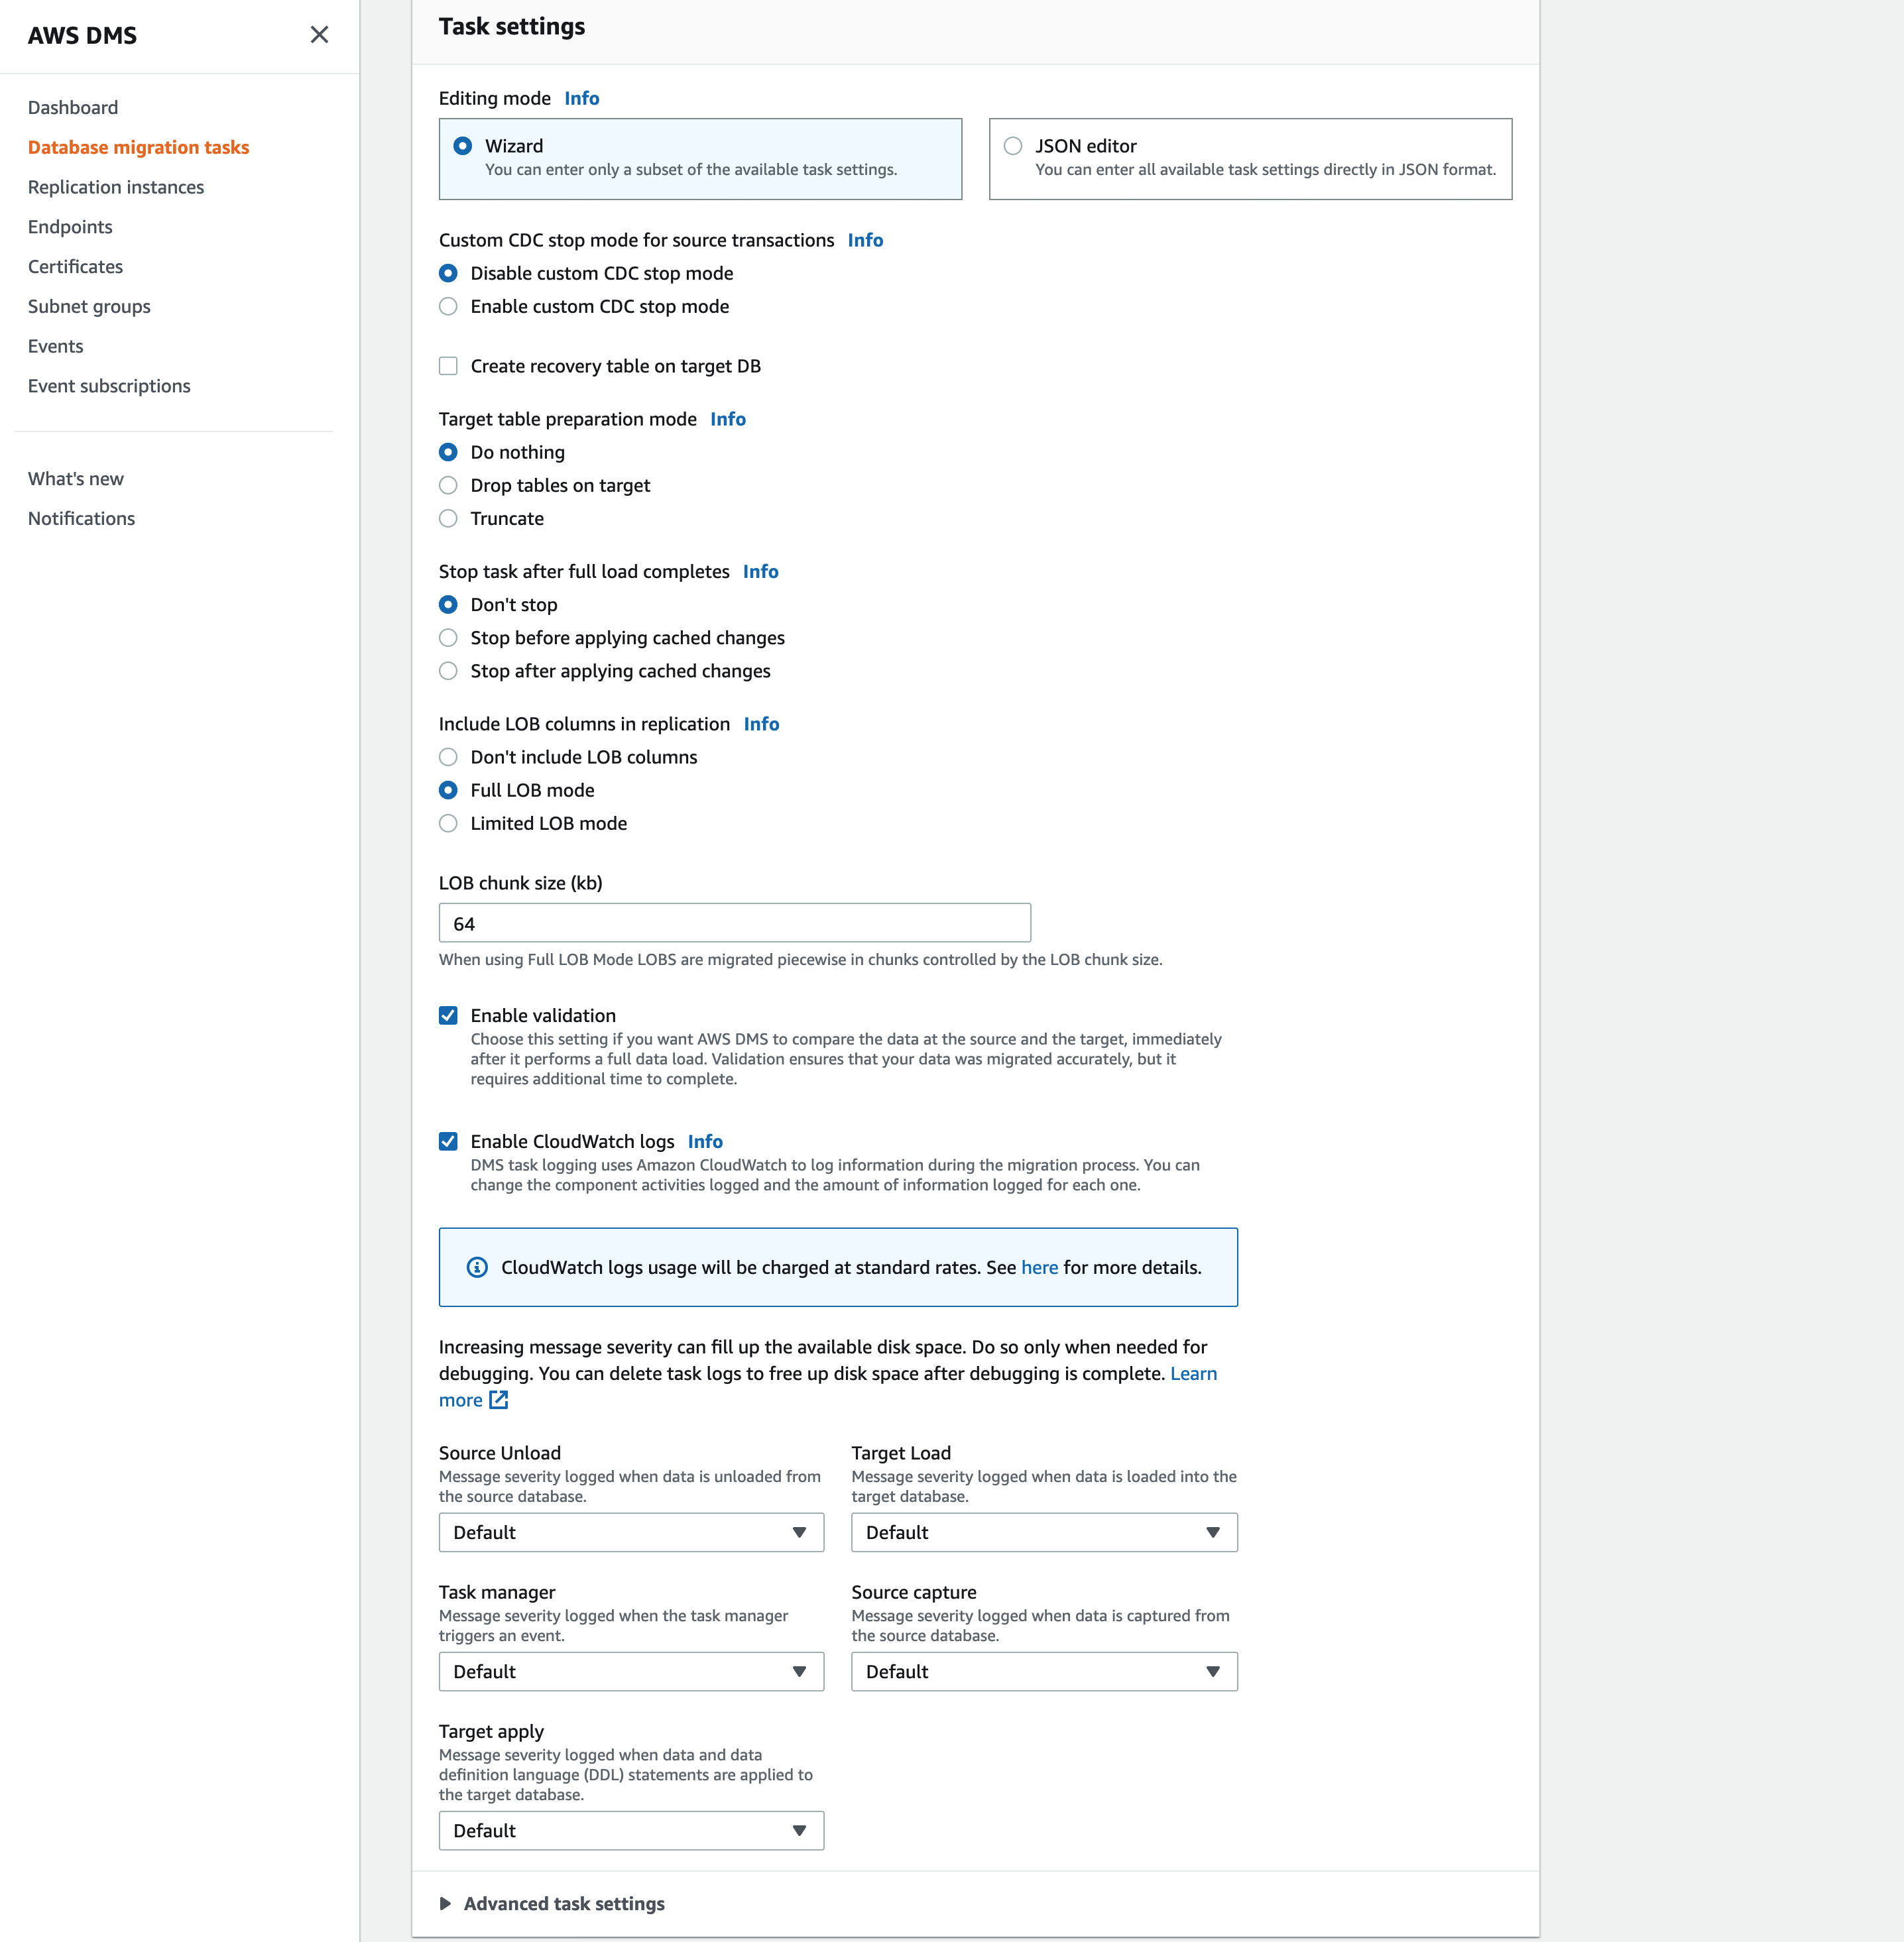 AWS DMS
Dashboard
Database migration tasks
Replication instances
Endpoints
Certificates
Subnet groups
Events
Event subscriptions
What's new
Notifications
Task settings
Editing mode Info
Wizard
You can enter only a subset of the available task settings.
JSON editor
You can enter all available task settings directly in JSON format.
Custom CDC stop mode for source transactions Info
Disable custom CDC stop mode
Enable custom CDC stop mode
Create recovery table on target DB
Target table preparation mode Info
Do nothing
Drop tables on target
Truncate
Stop task after full load completes Info
Don't stop
Stop before applying cached changes
Stop after applying cached changes
Include LOB columns in replication Info
Don't include LOB columns
Full LOB mode
Limited LOB mode
LOB chunk size (kb)
64
When using Full LOB Mode LOBS are migrated piecewise in chunks controlled by the LOB chunk size.
Enable validation
Choose this setting if you want AWS DMS to compare the data at the source and the target, immediately
after it performs a full data load. Validation ensures that your data was migrated accurately, but it
requires additional time to complete.
Enable CloudWatch logs Info
DMS task logging uses Amazon CloudWatch to log information during the migration process. You can
change the component activities logged and the amount of information logged for each one.
CloudWatch logs usage will be charged at standard rates. See here for more details.
Increasing message severity can fill up the available disk space. Do so only when needed for
debugging. You can delete task logs to free up disk space after debugging is complete. Learn
more
Source Unload
Message severity logged when data is unloaded from
the source database.
Default
Target Load
Message severity logged when data is loaded into the
target database.
Default
Task manager
Message severity logged when the task manager
triggers an event.
Default
Source capture
Message severity logged when data is captured from
the source database.
Default
Target apply
Message severity logged when data and data
definition language (DDL) statements are applied to
the target database.
Default
Advanced task settings